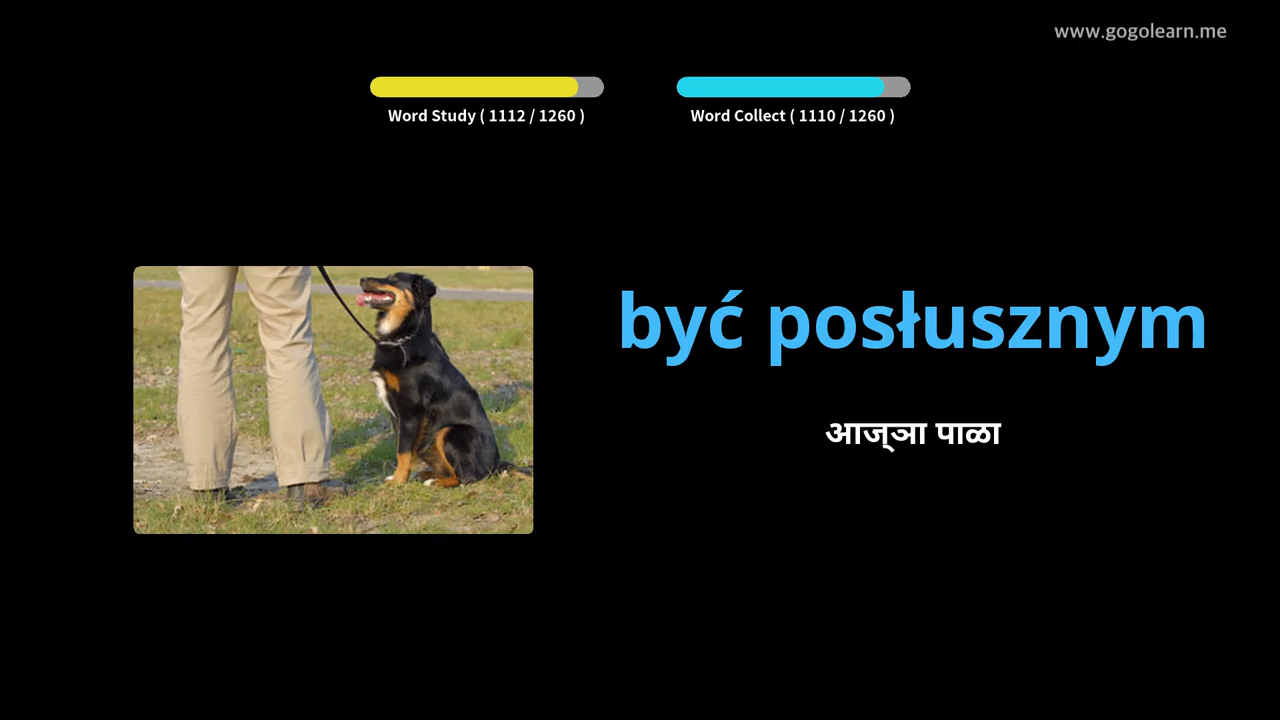 www.gogolearn.me
Word Study ( 1112 / 1260 )
Word Collect ( 1110 / 1260 )
być posłusznym
आज्ञा पाळा